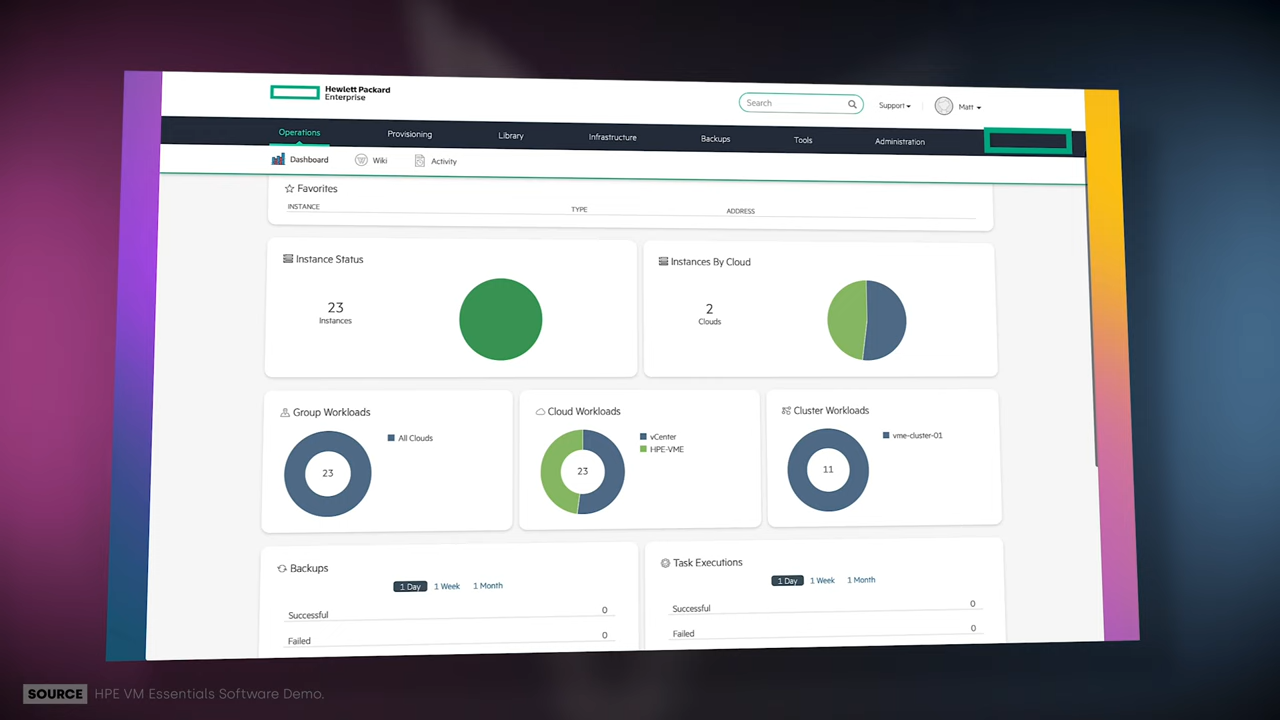 Hewlett Packard
Enterprise
Search
Support
Matt
Operations
Provisioning
Library
Infrastructure
Backups
Tools
Administration
Dashboard
Wiki
Activity
Favorites
INSTANCE
TYPE
ADDRESS
Instance Status
23
Instances
Instances By Cloud
2
Clouds
Group Workloads
23
All Clouds
Cloud Workloads
23
vCenter
HPE-VME
Cluster Workloads
11
vme-cluster-01
Backups
1 Day 1 Week 1 Month
Successful 0
Failed 0
Task Executions
1 Day 1 Week 1 Month
Successful 0
Failed 0
SOURCE HPE VM Essentials Software Demo.